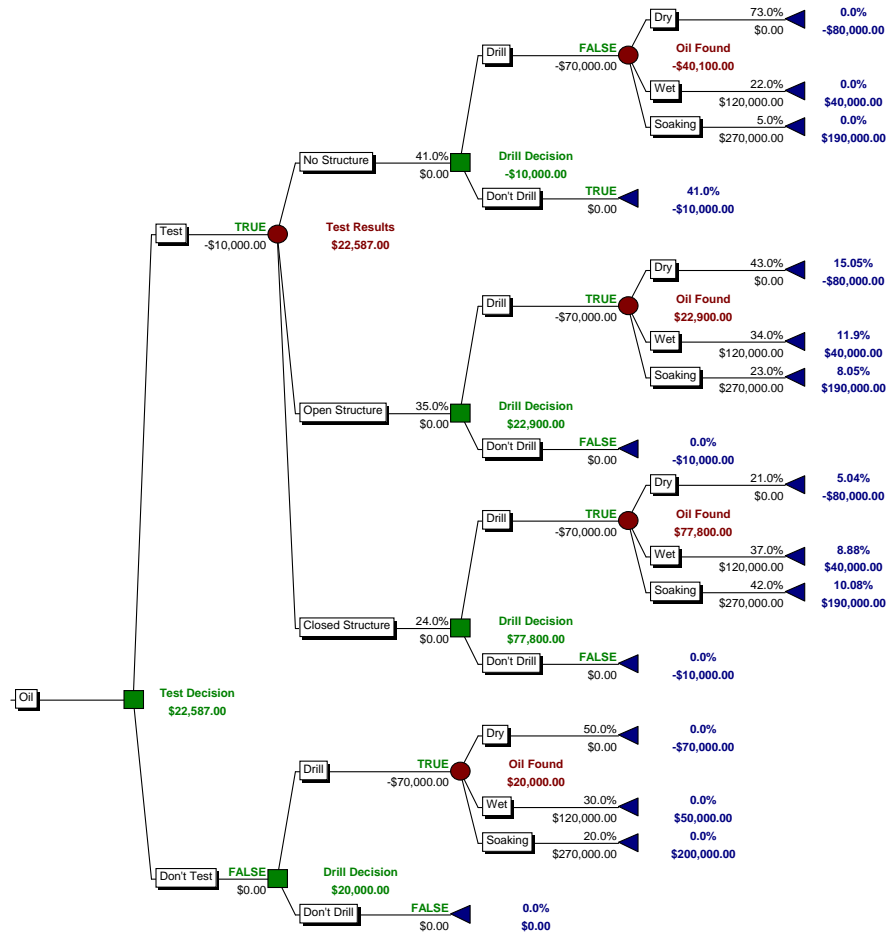 Dry 73.0% 0.0%
$0.00 -$80,000.00
Drill FALSE Oil Found
-$70,000.00 -$40,100.00
Wet 22.0% 0.0%
$120,000.00 $40,000.00
Soaking 5.0% 0.0%
$270,000.00 $190,000.00
No Structure 41.0% Drill Decision
$0.00 -$10,000.00
Don't Drill TRUE 41.0%
$0.00 -$10,000.00
Test TRUE Test Results
-$10,000.00 $22,587.00
Dry 43.0% 15.05%
$0.00 -$80,000.00
Drill TRUE Oil Found
-$70,000.00 $22,900.00
Wet 34.0% 11.9%
$120,000.00 $40,000.00
Soaking 23.0% 8.05%
$270,000.00 $190,000.00
Open Structure 35.0% Drill Decision
$0.00 $22,900.00
Don't Drill FALSE 0.0%
$0.00 -$10,000.00
Dry 21.0% 5.04%
$0.00 -$80,000.00
Drill TRUE Oil Found
-$70,000.00 $77,800.00
Wet 37.0% 8.88%
$120,000.00 $40,000.00
Soaking 42.0% 10.08%
$270,000.00 $190,000.00
Closed Structure 24.0% Drill Decision
$0.00 $77,800.00
Don't Drill FALSE 0.0%
$0.00 -$10,000.00
Oil Test Decision
$22,587.00
Dry 50.0% 0.0%
$0.00 -$70,000.00
Drill TRUE Oil Found
-$70,000.00 $20,000.00
Wet 30.0% 0.0%
$120,000.00 $50,000.00
Soaking 20.0% 0.0%
$270,000.00 $200,000.00
Don't Test FALSE Drill Decision
$0.00 $20,000.00
Don't Drill FALSE 0.0%
$0.00 $0.00